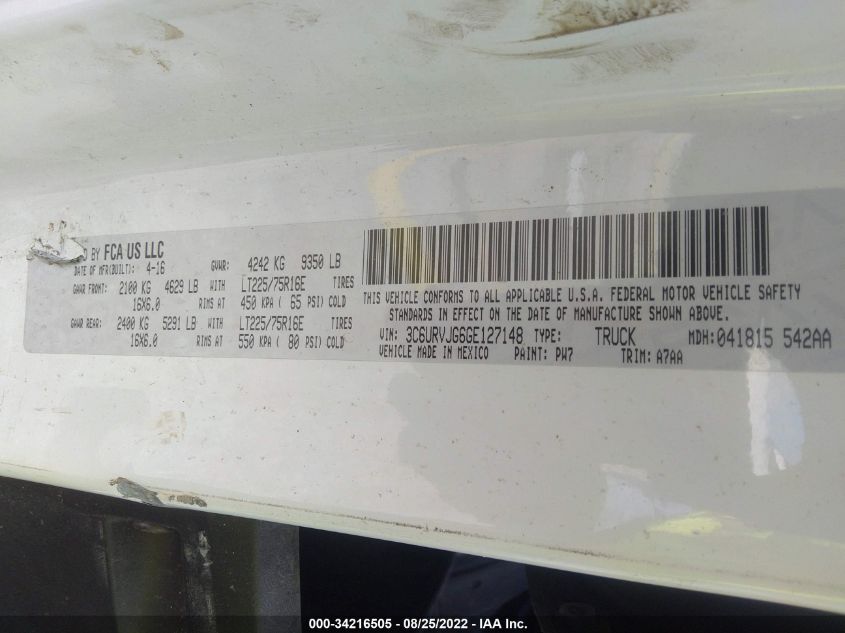 D BY FCA US LLC
DATE OF MFR(BUILT): 4-16 GVWR: 4242 KG 9350 LB
GAWR FRONT: 2100 KG 4629 LB WITH LT225/75R16E TIRES
16X6.0 RIMS AT 450 KPA ( 65 PSI) COLD
GAWR REAR: 2400 KG 5291 LB WITH LT225/75R16E TIRES
16X6.0 RIMS AT 550 KPA ( 80 PSI) COLD
THIS VEHICLE CONFORMS TO ALL APPLICABLE U.S.A. FEDERAL MOTOR VEHICLE SAFETY
STANDARDS IN EFFECT ON THE DATE OF MANUFACTURE SHOWN ABOVE.
VIN: 3C6URVJG6GE127148 TYPE: TRUCK MDH: 041815 542AA
VEHICLE MADE IN MEXICO PAINT: PW7 TRIM: A7AA
000-34216505 - 08/25/2022 - IAA Inc.